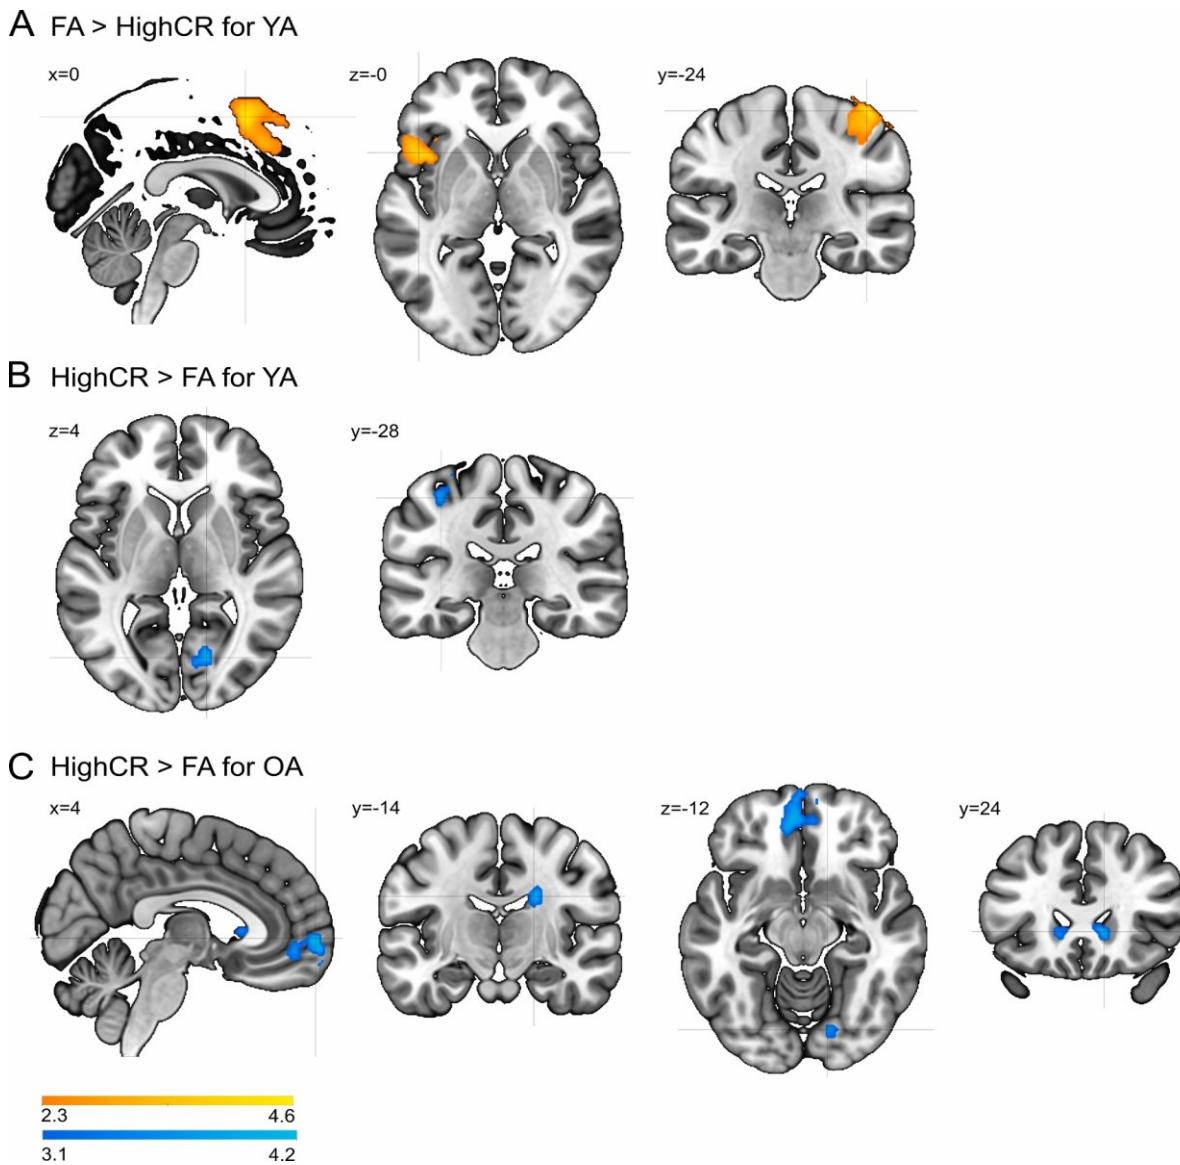 A FA > HighCR for YA
x=0
z=-0
y=-24
B HighCR > FA for YA
z=4
y=-28
C HighCR > FA for OA
x=4
y=-14
z=-12
y=24
2.3 4.6
3.1 4.2